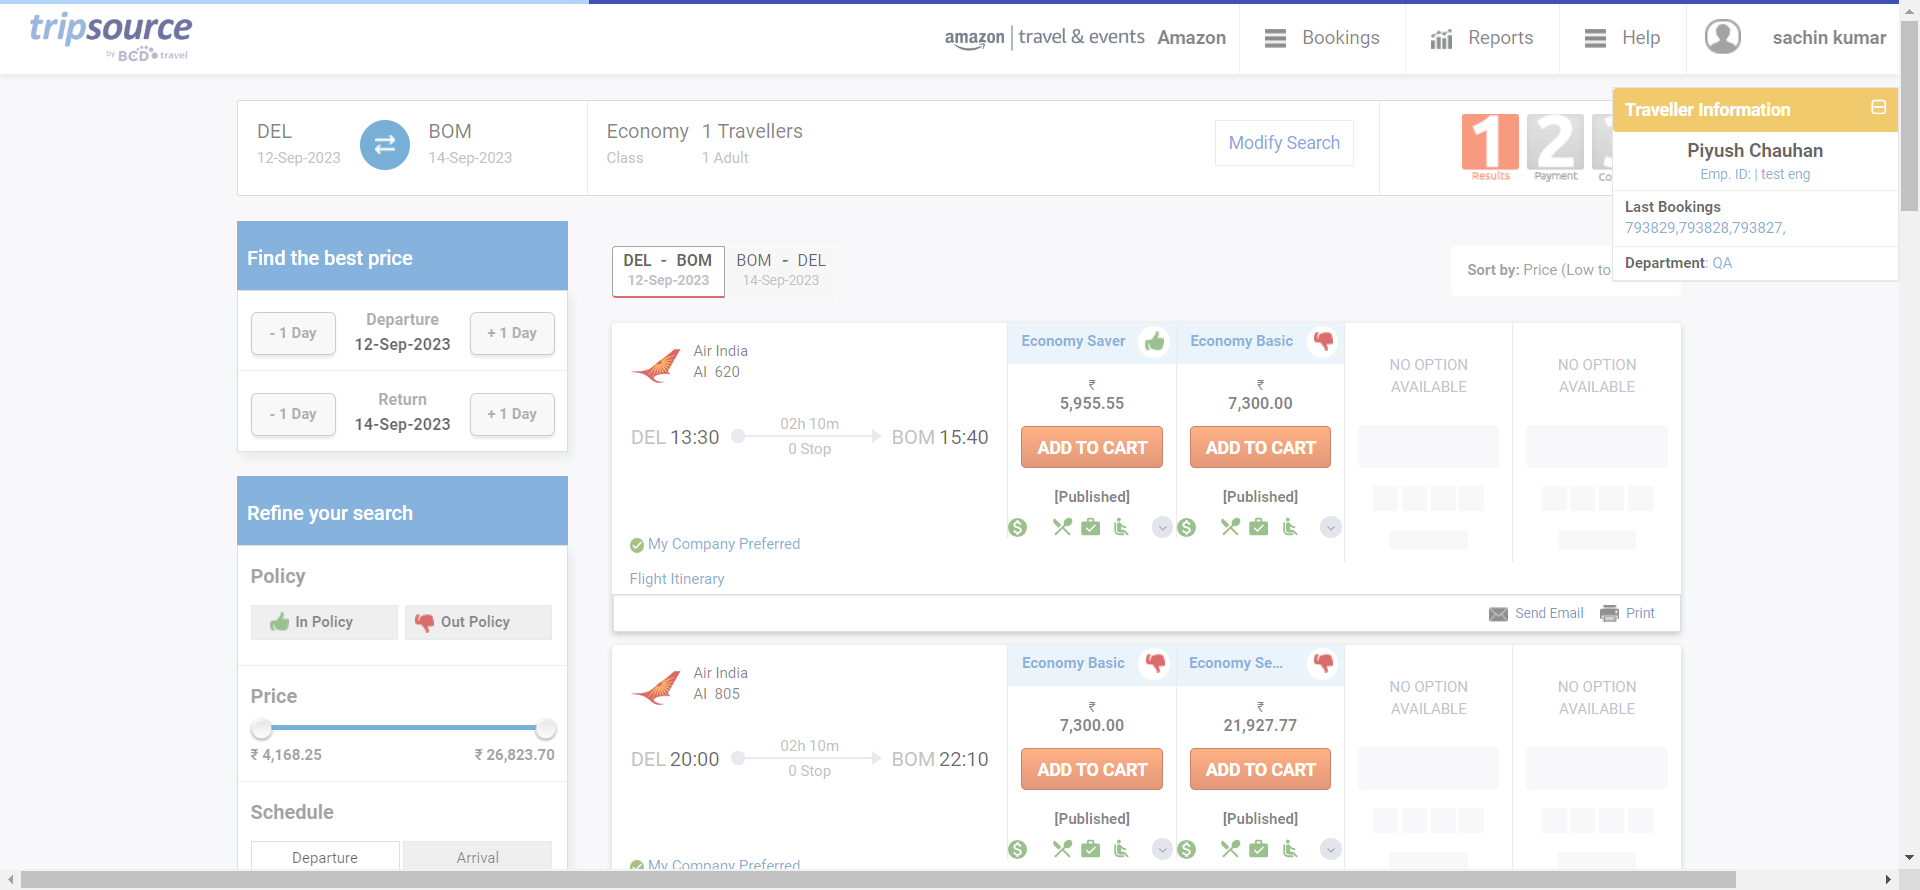 tripsource
by BCD travel
amazon travel & events Amazon
Bookings
Reports
Help
sachin kumar
DEL
12-Sep-2023
BOM
14-Sep-2023
Economy
Class
1 Travellers
1 Adult
Modify Search
1
Results
2
Payment
Co
Traveller Information
Piyush Chauhan
Emp. ID: | test eng
Last Bookings
793829,793828,793827,
Department: QA
Find the best price
- 1 Day
Departure
12-Sep-2023
+ 1 Day
- 1 Day
Return
14-Sep-2023
+ 1 Day
Refine your search
Policy
In Policy
Out Policy
Price
₹ 4,168.25
₹ 26,823.70
Schedule
Departure
Arrival
DEL - BOM
12-Sep-2023
BOM - DEL
14-Sep-2023
Sort by: Price (Low to
Air India
AI 620
DEL 13:30
02h 10m
0 Stop
BOM 15:40
My Company Preferred
Flight Itinerary
Economy Saver
₹
5,955.55
ADD TO CART
[Published]
Economy Basic
₹
7,300.00
ADD TO CART
[Published]
NO OPTION
AVAILABLE
NO OPTION
AVAILABLE
Send Email
Print
Air India
AI 805
DEL 20:00
02h 10m
0 Stop
BOM 22:10
My Company Preferred
Economy Basic
₹
7,300.00
ADD TO CART
[Published]
Economy Se...
₹
21,927.77
ADD TO CART
[Published]
NO OPTION
AVAILABLE
NO OPTION
AVAILABLE